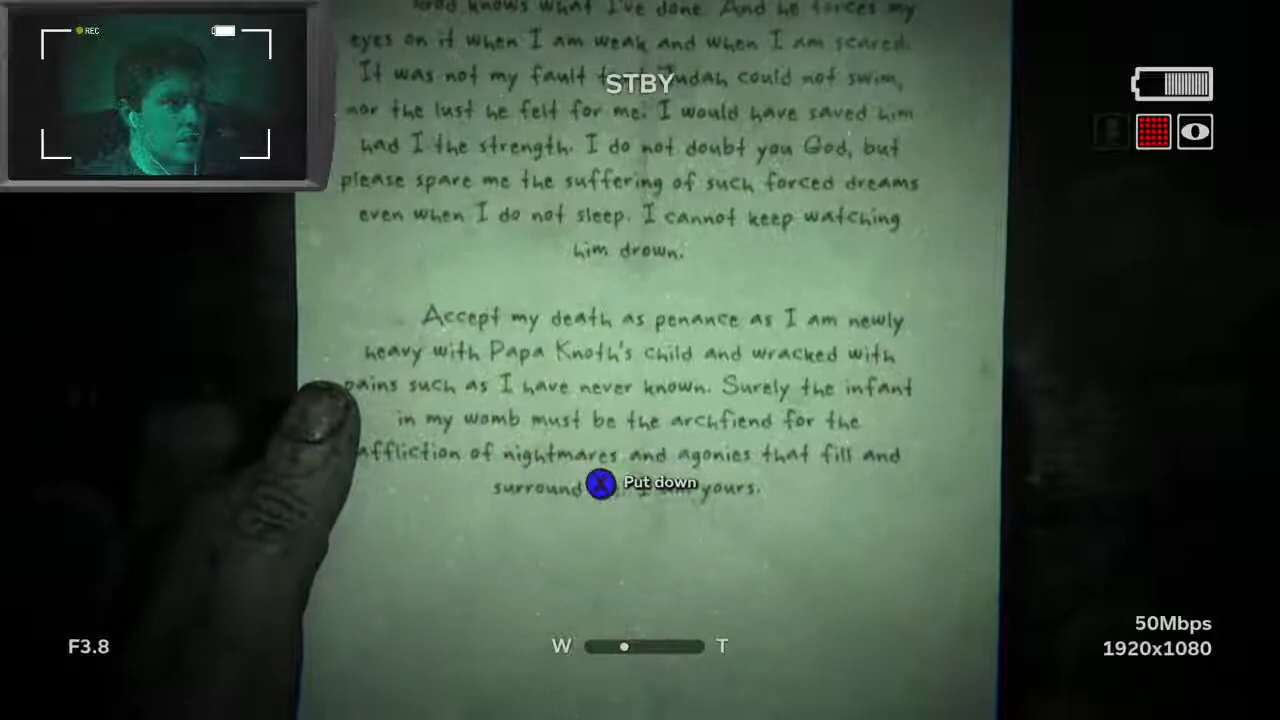 REC
knows what I've done. And he forces my
eyes on it when I am weak and when I am scared.
It was not my fault Judah could not swim,
STBY
nor the lust he felt for me. I would have saved him
had I the strength. I do not doubt you God, but
please spare me the suffering of such forced dreams
even when I do not sleep. I cannot keep watching
him drown.
Accept my death as penance as I am newly
heavy with Papa Knoth's child and wracked with
pains such as I have never known. Surely the infant
in my womb must be the archfiend for the
affliction of nightmares and agonies that fill and
surround I yours.
X Put down
F3.8
W T
50Mbps
1920x1080